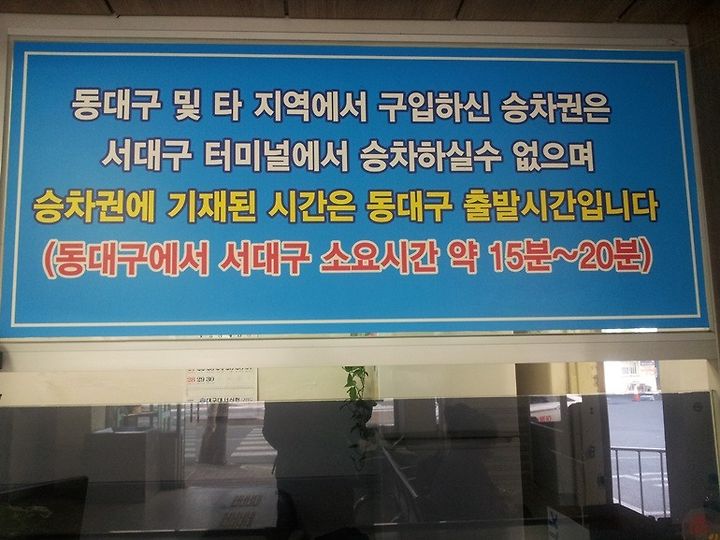 동대구 및 타 지역에서 구입하신 승차권은
서대구 터미널에서 승차하실수 없으며
승차권에 기재된 시간은 동대구 출발시간입니다
(동대구에서 서대구 소요시간 약 15분~20분)
28 29 30